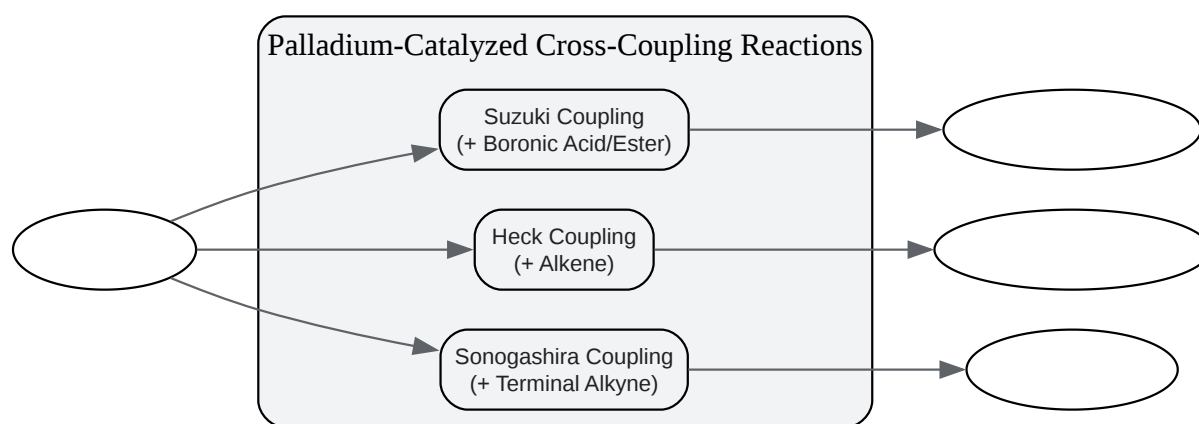 Palladium-Catalyzed Cross-Coupling Reactions
Suzuki Coupling
(+ Boronic Acid/Ester)
Heck Coupling
(+ Alkene)
Sonogashira Coupling
(+ Terminal Alkyne)